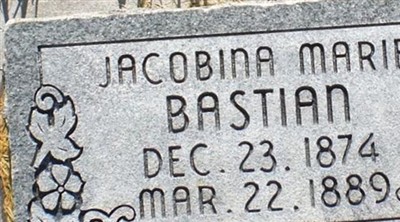 JACOBINA MARIE
BASTIAN
DEC. 23. 1874
MAR. 22. 1889